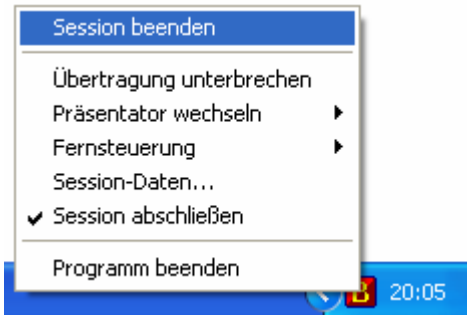 Session beenden
Übertragung unterbrechen
Präsentator wechseln
Fernsteuerung
Session-Daten...
Session abschließen
Programm beenden
B 20:05